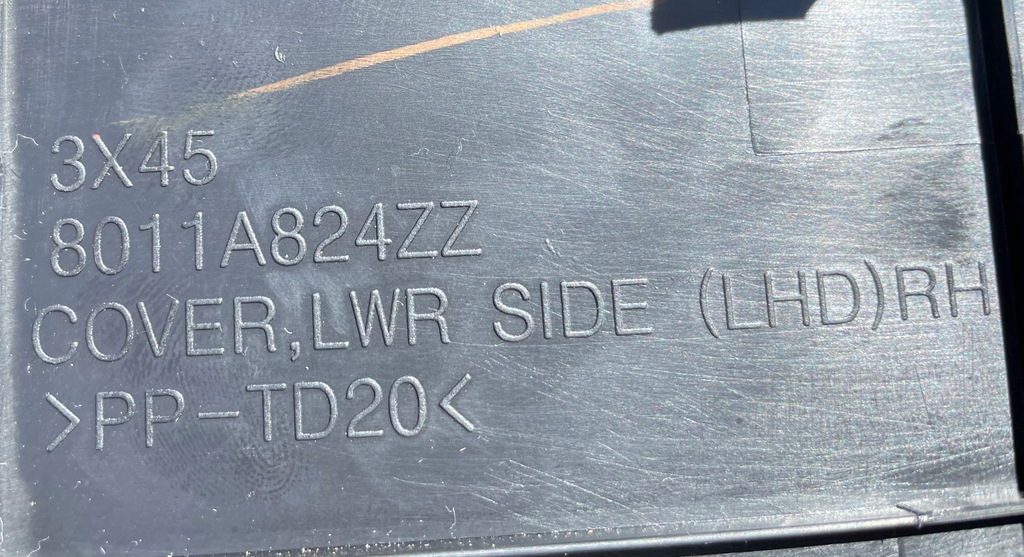 3X45
8011A824ZZ
COVER,LWR SIDE (LHD)RH
>PP-TD20<